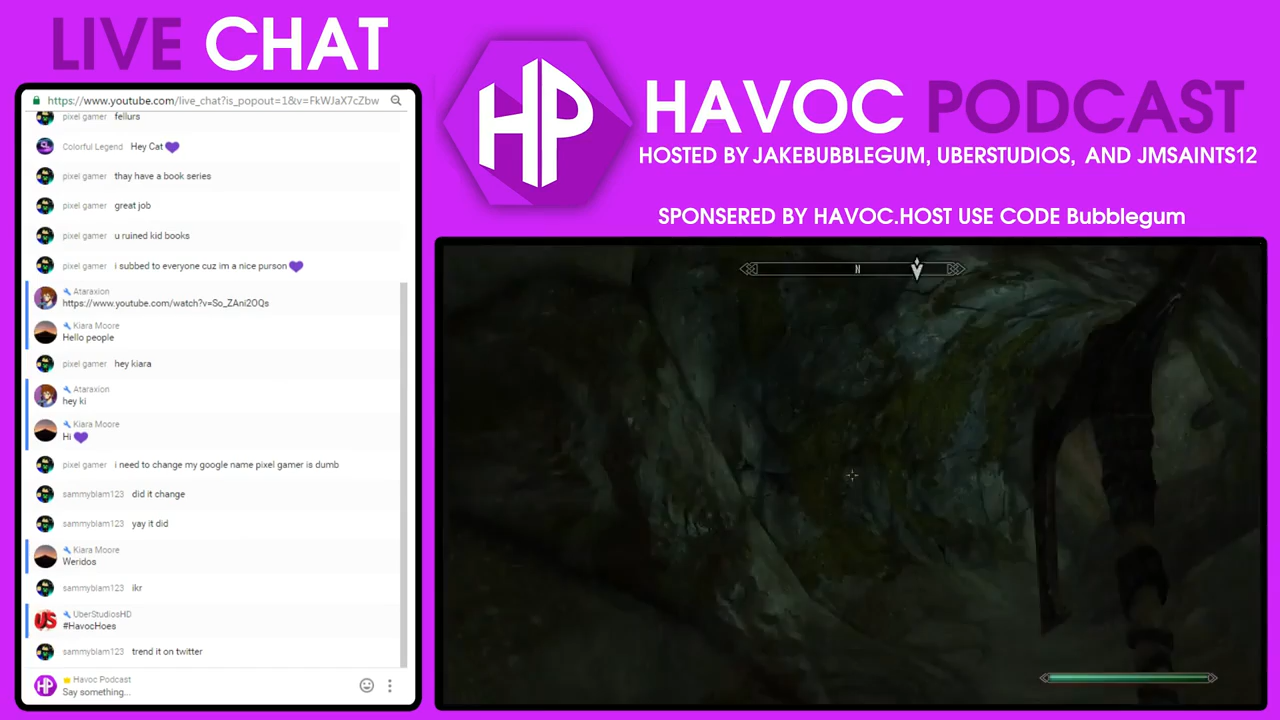 LIVE CHAT
https://www.youtube.com/live_chat?is_popout=1&v=FkWJaX7cZbw
pixel gamer fellurs
Colorful Legend Hey Cat
pixel gamer thay have a book series
pixel gamer great job
pixel gamer u ruined kid books
pixel gamer i subbed to everyone cuz im a nice purson
Ataraxion
https://www.youtube.com/watch?v=So_ZAni2OQs
Kiara Moore
Hello people
pixel gamer hey kiara
Ataraxion
hey ki
Kiara Moore
Hi
pixel gamer i need to change my google name pixel gamer is dumb
sammyblam123 did it change
sammyblam123 yay it did
Kiara Moore
Weridos
sammyblam123 ikr
US UberStudiosHD
#HavocHoes
sammyblam123 trend it on twitter
HP Havoc Podcast
Say something...
HP
HAVOC PODCAST
HOSTED BY JAKEBUBBLEGUM, UBERSTUDIOS, AND JMSAINTS12
SPONSERED BY HAVOC.HOST USE CODE Bubblegum
N